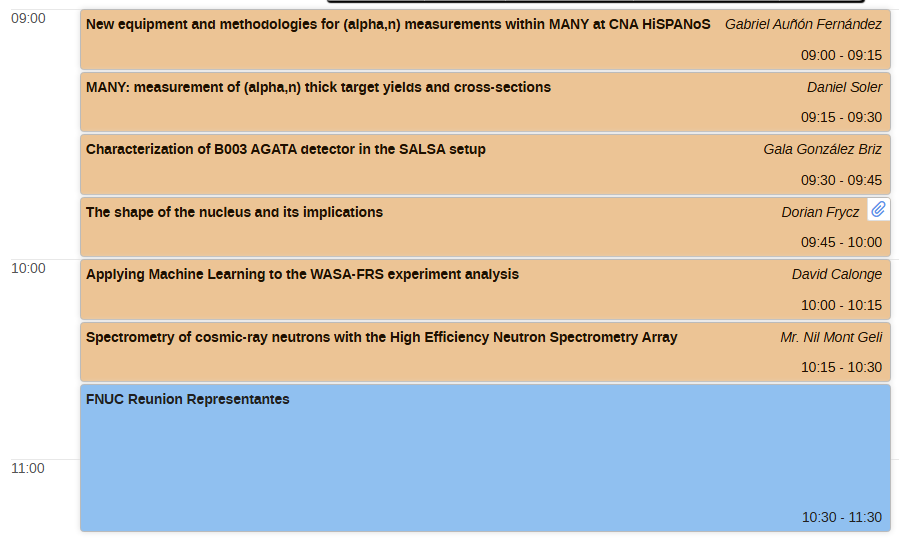 09:00
New equipment and methodologies for (alpha,n) measurements within MANY at CNA HiSPANoS Gabriel Auñón Fernández
09:00 - 09:15
MANY: measurement of (alpha,n) thick target yields and cross-sections Daniel Soler
09:15 - 09:30
Characterization of B003 AGATA detector in the SALSA setup Gala González Briz
09:30 - 09:45
The shape of the nucleus and its implications Dorian Frycz
09:45 - 10:00
10:00
Applying Machine Learning to the WASA-FRS experiment analysis David Calonge
10:00 - 10:15
Spectrometry of cosmic-ray neutrons with the High Efficiency Neutron Spectrometry Array Mr. Nil Mont Geli
10:15 - 10:30
FNUC Reunion Representantes
11:00
10:30 - 11:30